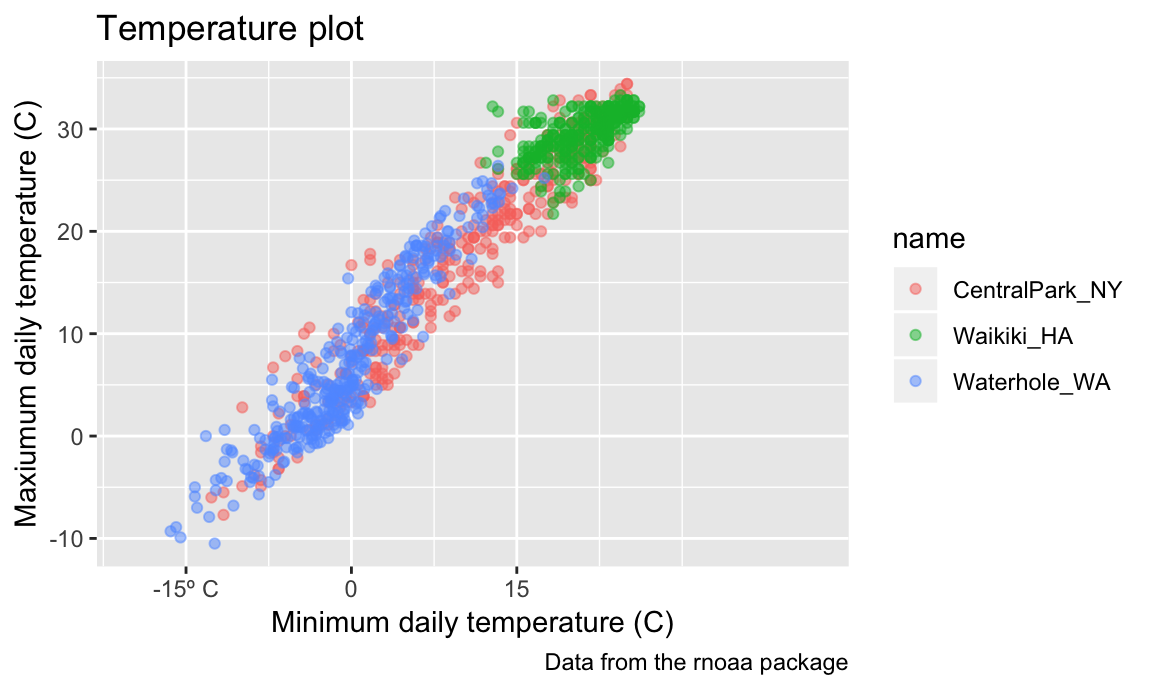 Temperature plot
Maxiumum daily temperature (C)
30
20
10
0
-10
-15º C 0 15
Minimum daily temperature (C)
Data from the rnoaa package
name
CentralPark_NY
Waikiki_HA
Waterhole_WA